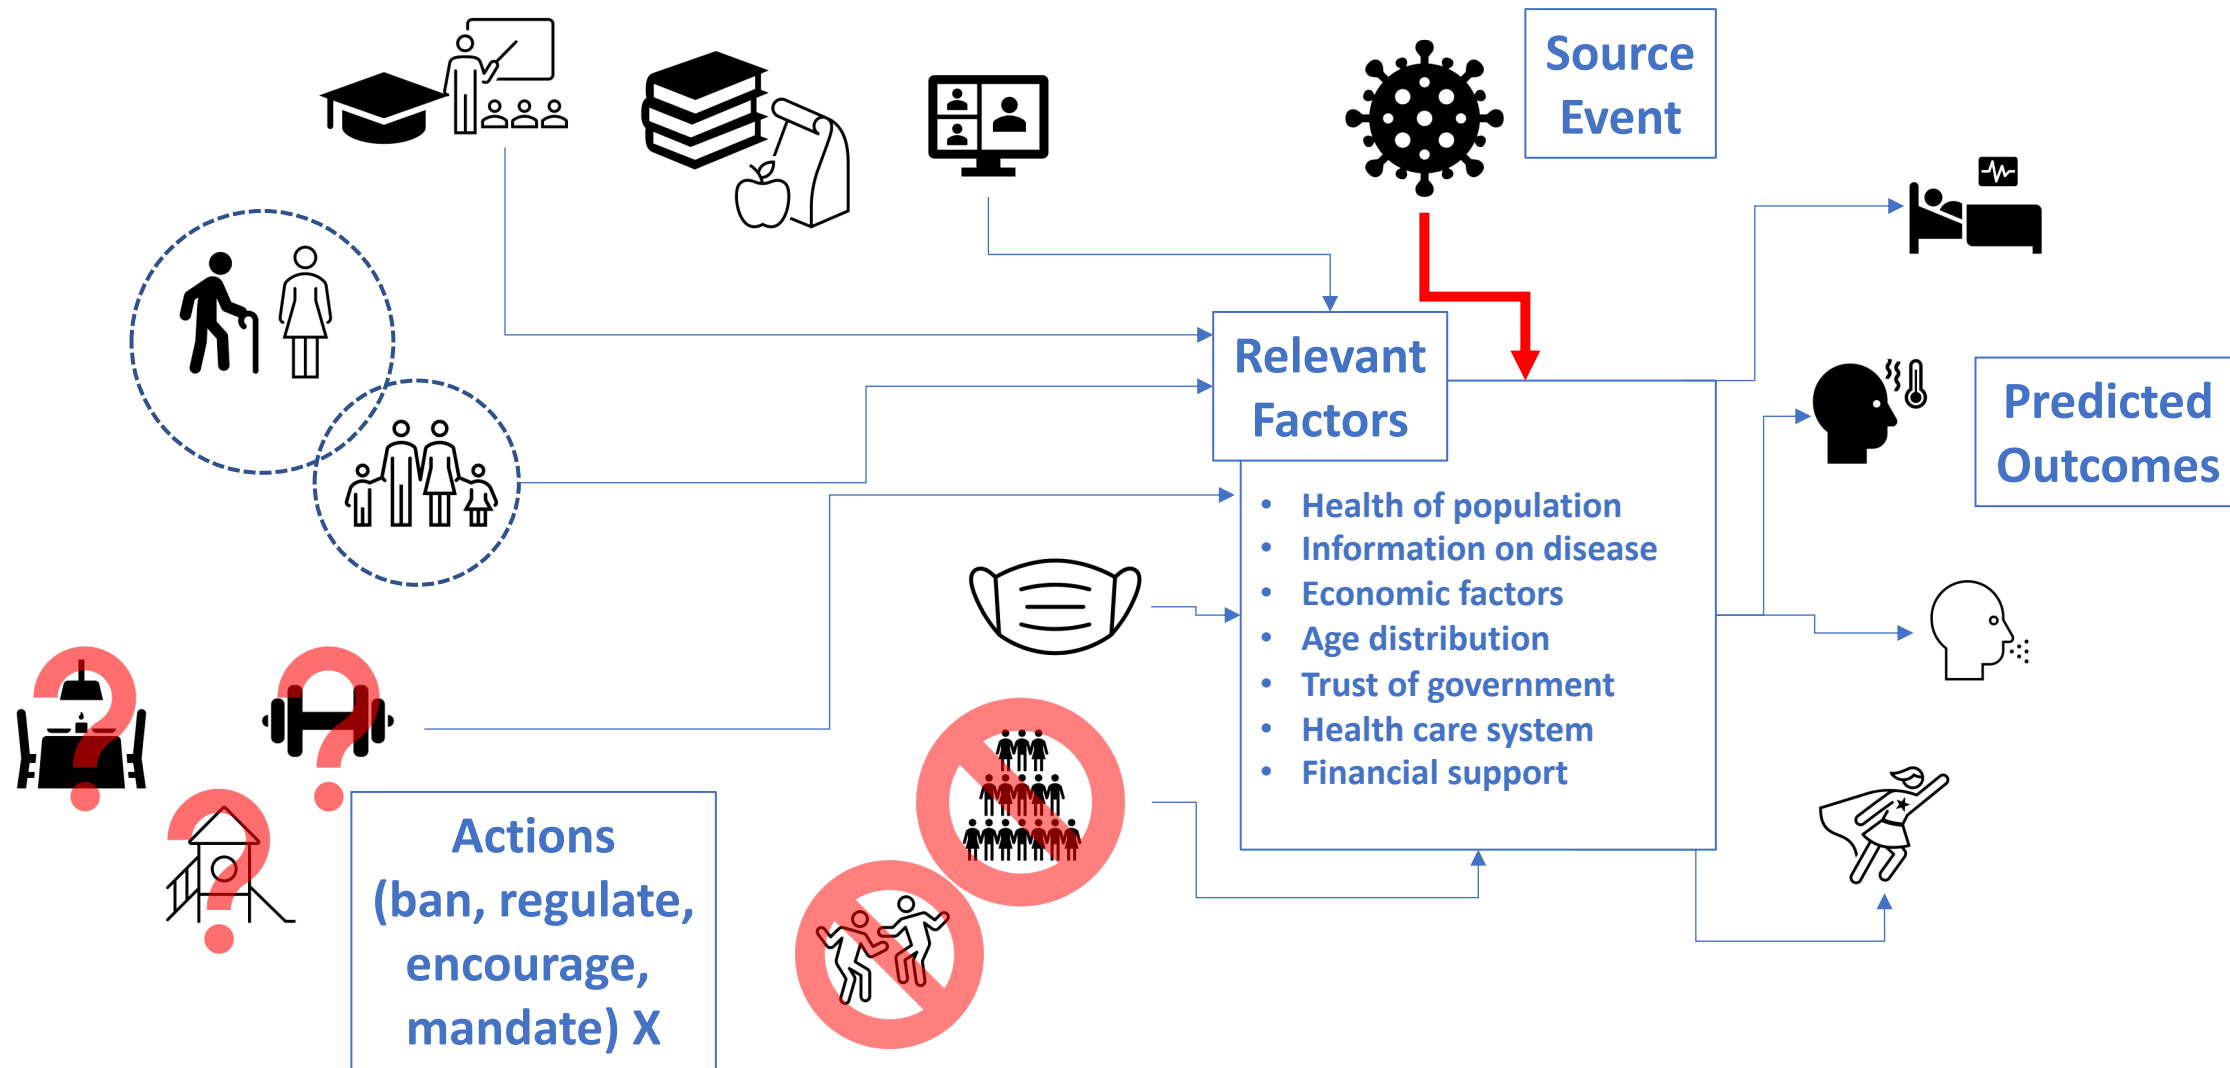 Source
Event
Relevant
Factors
Predicted
Outcomes
• Health of population
• Information on disease
• Economic factors
• Age distribution
• Trust of government
• Health care system
• Financial support
Actions
(ban, regulate,
encourage,
mandate) X
?
?
?